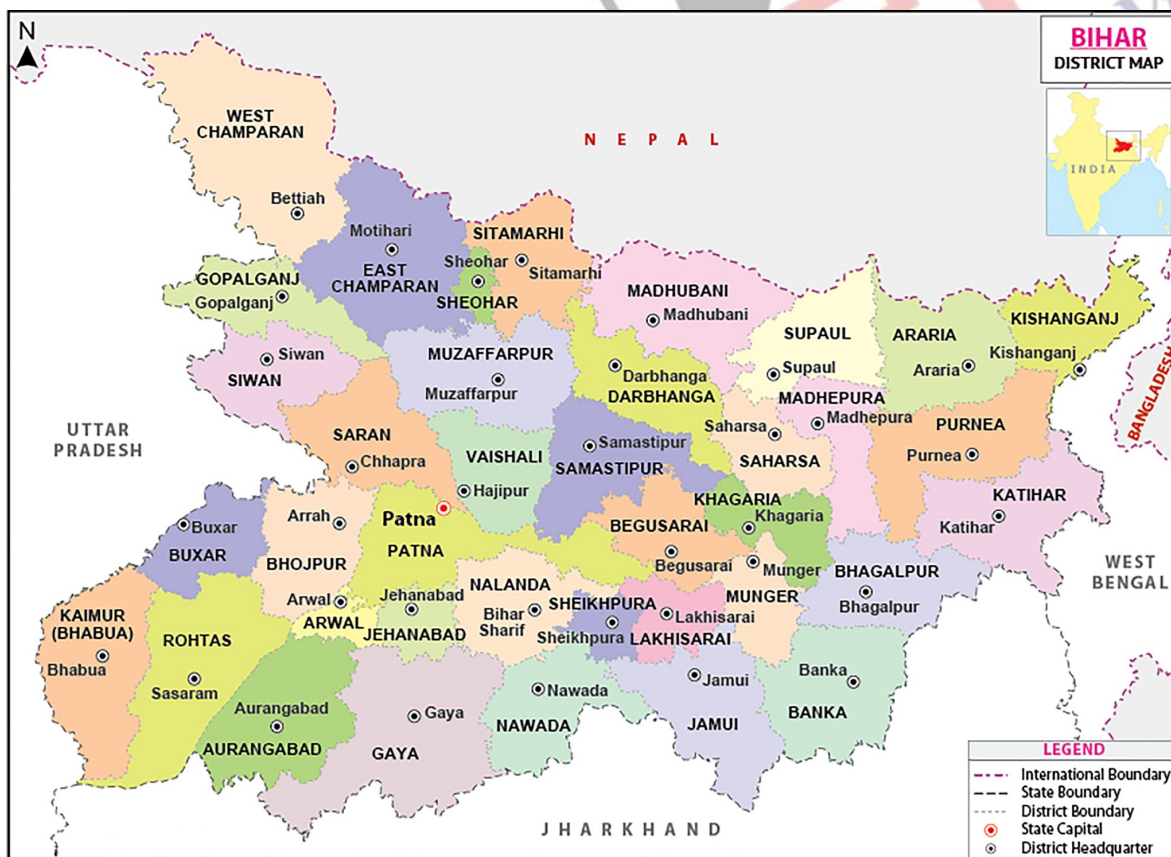 N
BIHAR
DISTRICT MAP
INDIA
NEPAL
WEST
CHAMPARAN
Bettiah
Motihari
EAST
CHAMPARAN
SITAMARHI
Sitamarhi
Sheohar
SHEOHAR
GOPALGANJ
Gopalganj
MADHUBANI
Madhubani
SUPAUL
Supaul
ARARIA
Araria
KISHANGANJ
Kishanganj
BANGLADESH
Siwan
SIWAN
MUZAFFARPUR
Muzaffarpur
Darbhanga
DARBHANGA
MADHEPURA
Madhepura
PURNEA
Purnea
UTTAR
PRADESH
SARAN
Chhapra
VAISHALI
Hajipur
Samastipur
SAMASTIPUR
Saharsa
SAHARSA
KHAGARIA
Khagaria
KATIHAR
Katihar
Buxar
BUXAR
Arrah
BHOJPUR
Patna
PATNA
BEGUSARAI
Begusarai
Munger
MUNGER
BHAGALPUR
Bhagalpur
WEST
BENGAL
KAIMUR
(BHABUA)
Bhabua
ROHTAS
Sasaram
Arwal
ARWAL
Jehanabad
JEHANABAD
NALANDA
Bihar
Sharif
SHEIKHPURA
Sheikhpura
Lakhisarai
LAKHISARAI
Aurangabad
AURANGABAD
Gaya
GAYA
Nawada
NAWADA
Jamui
JAMUI
Banka
BANKA
JHARKHAND
LEGEND
International Boundary
State Boundary
District Boundary
State Capital
District Headquarter